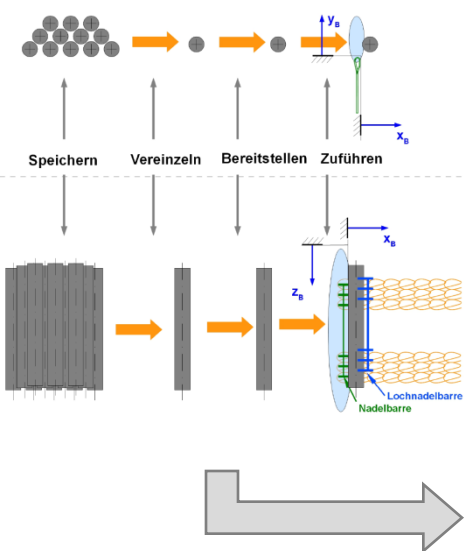 yB
xB
Speichern Vereinzeln Bereitstellen Zuführen
xB
zB
Lochnadelbarre
Nadelbarre